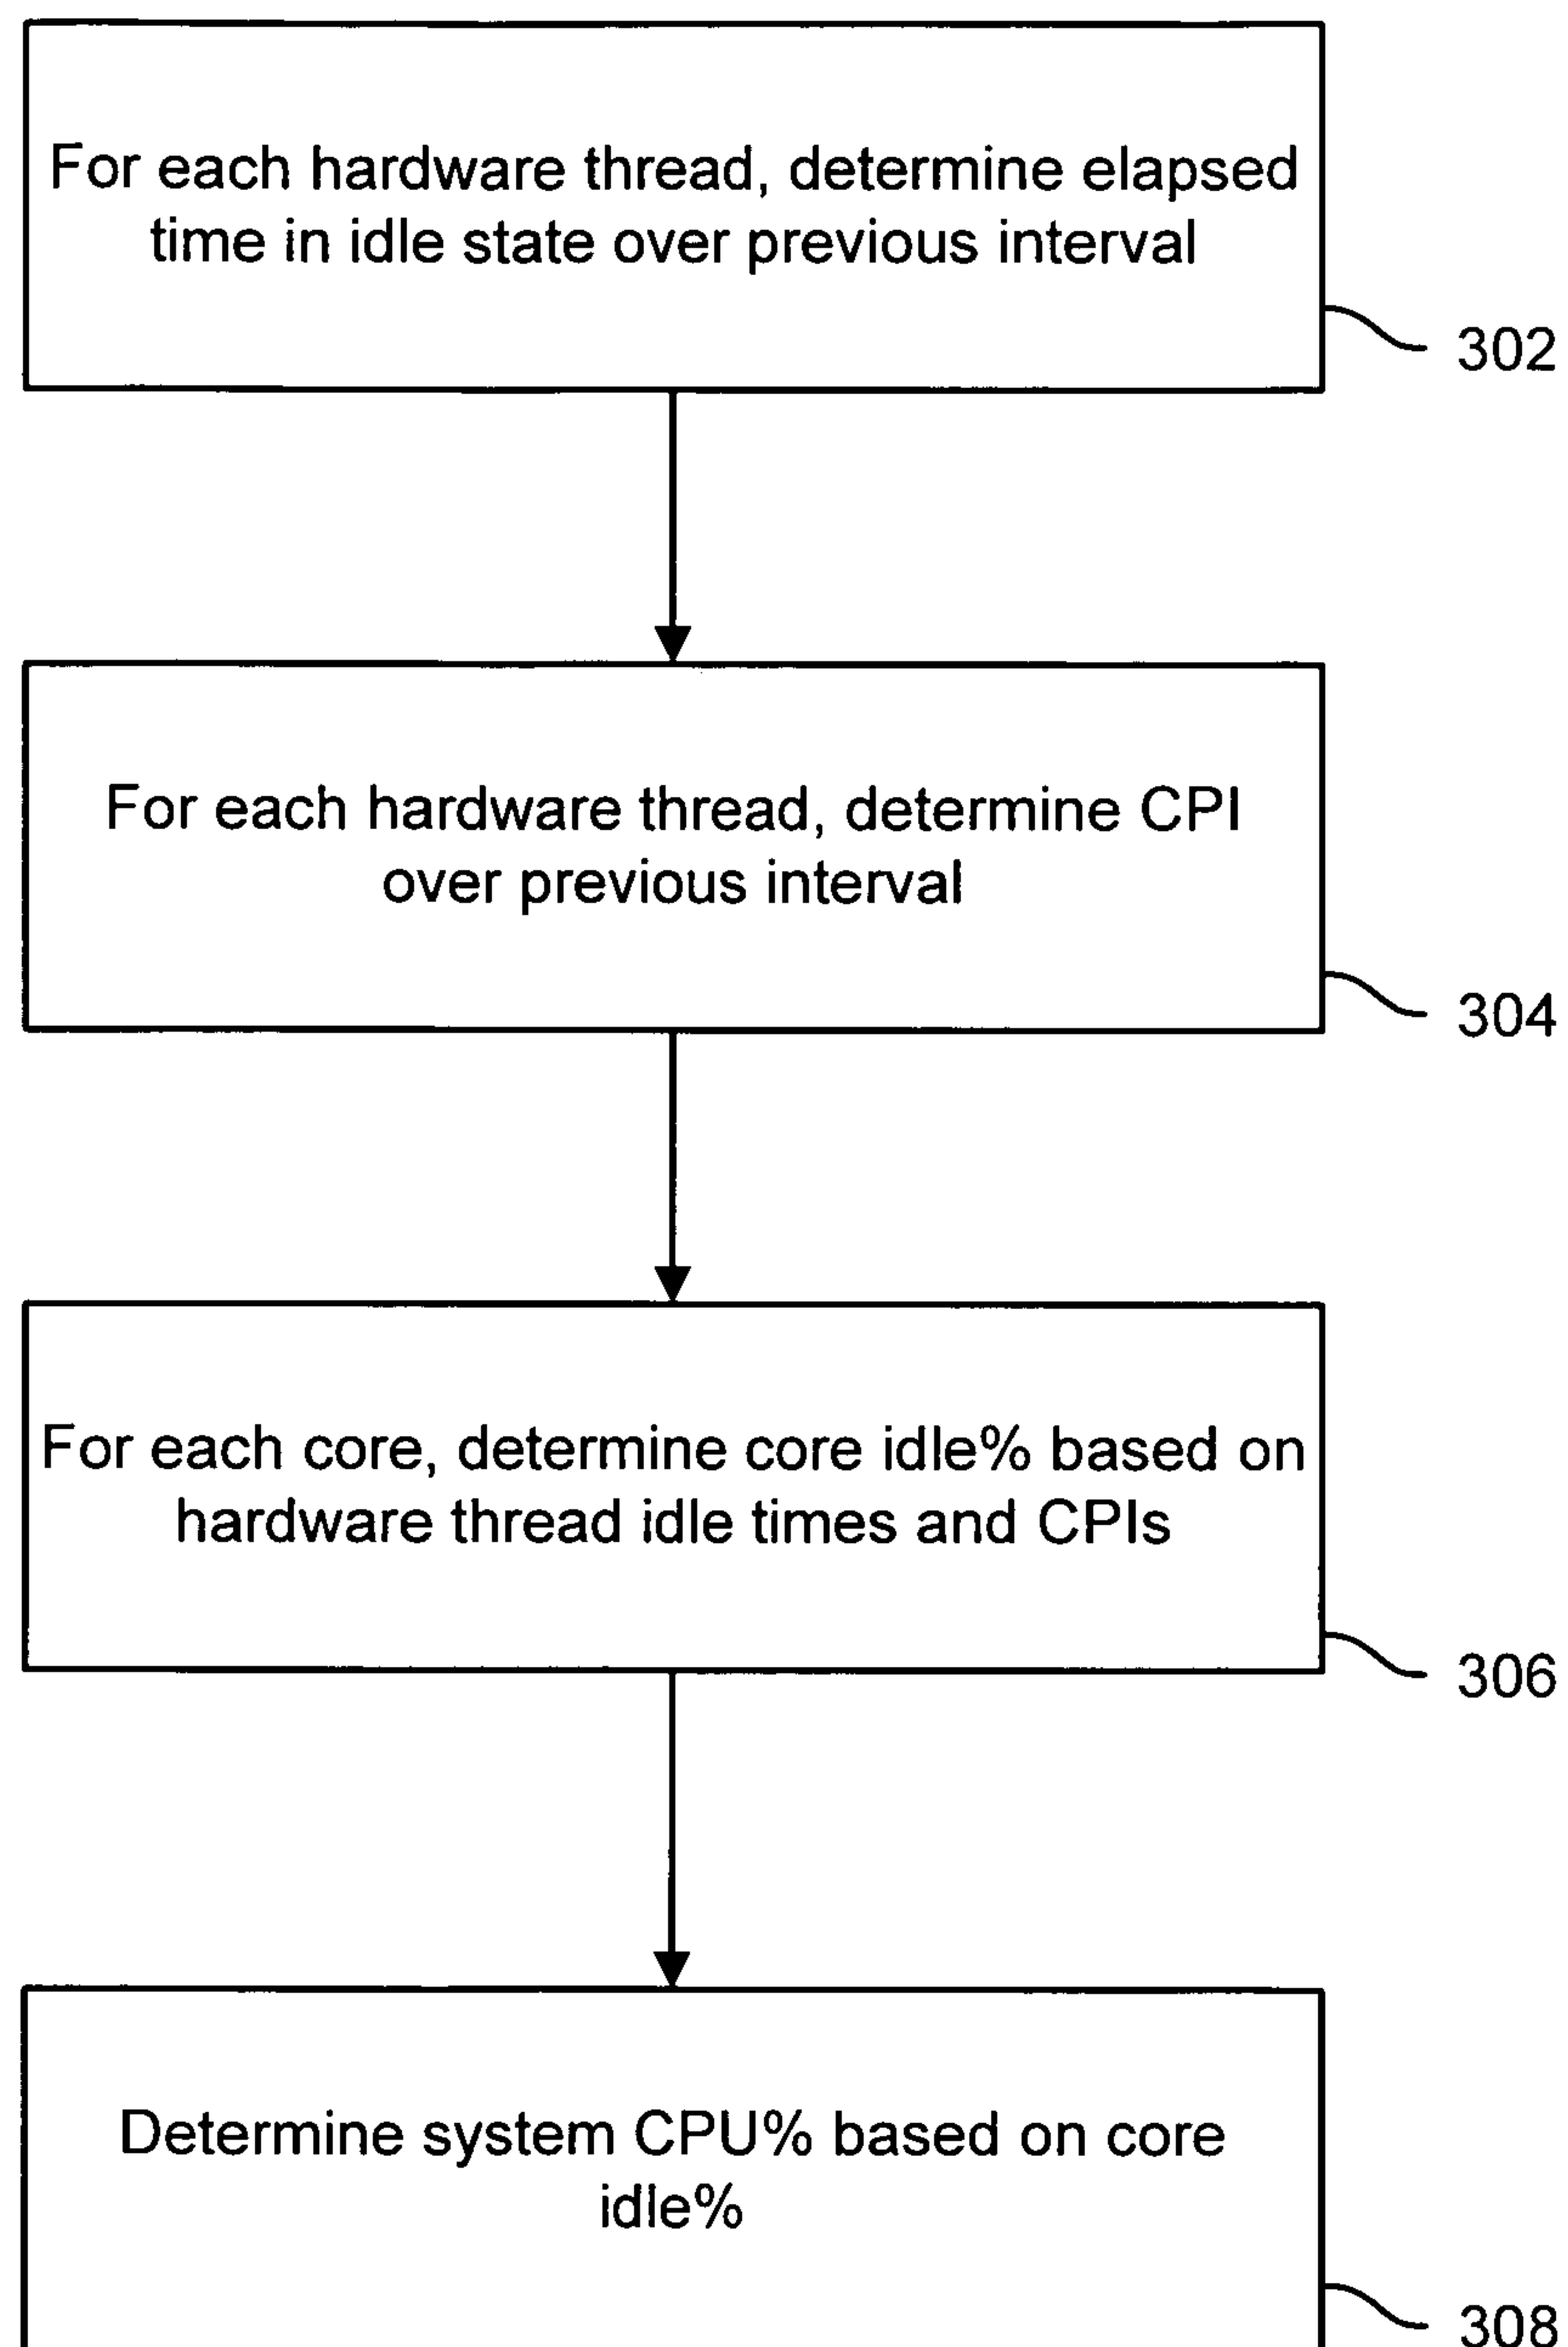 For each hardware thread, determine elapsed
time in idle state over previous interval
302
For each hardware thread, determine CPI
over previous interval
304
For each core, determine core idle% based on
hardware thread idle times and CPIs
306
Determine system CPU% based on core
idle%
308